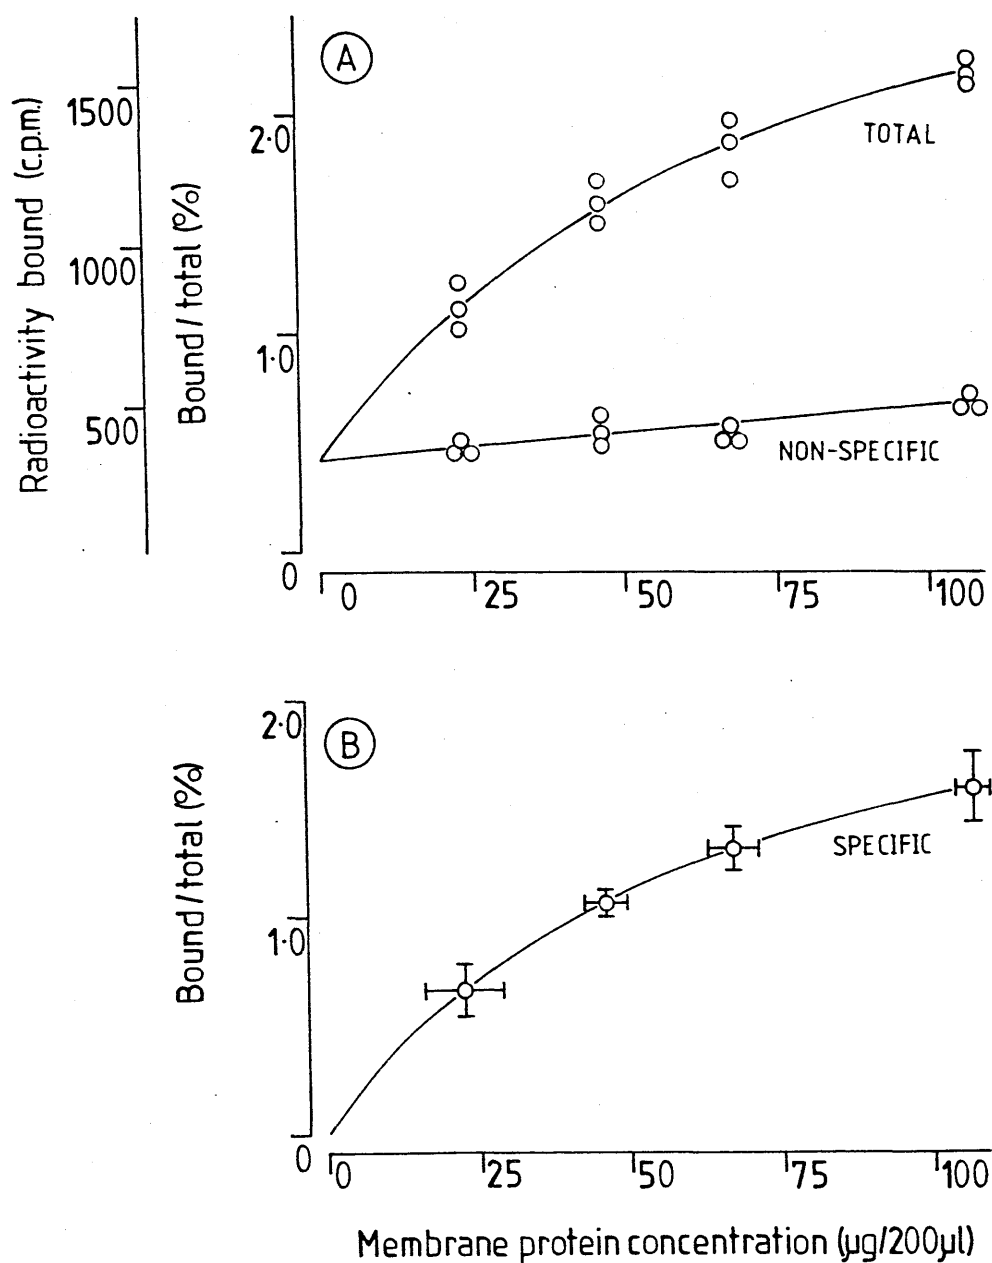 A
Radioactivity bound (c.p.m.)
1500
1000
500
Bound / total (%)
2·0
1·0
0
TOTAL
NON-SPECIFIC
0 25 50 75 100
B
Bound / total (%)
2·0
1·0
0
SPECIFIC
0 25 50 75 100
Membrane protein concentration (µg/200µl)